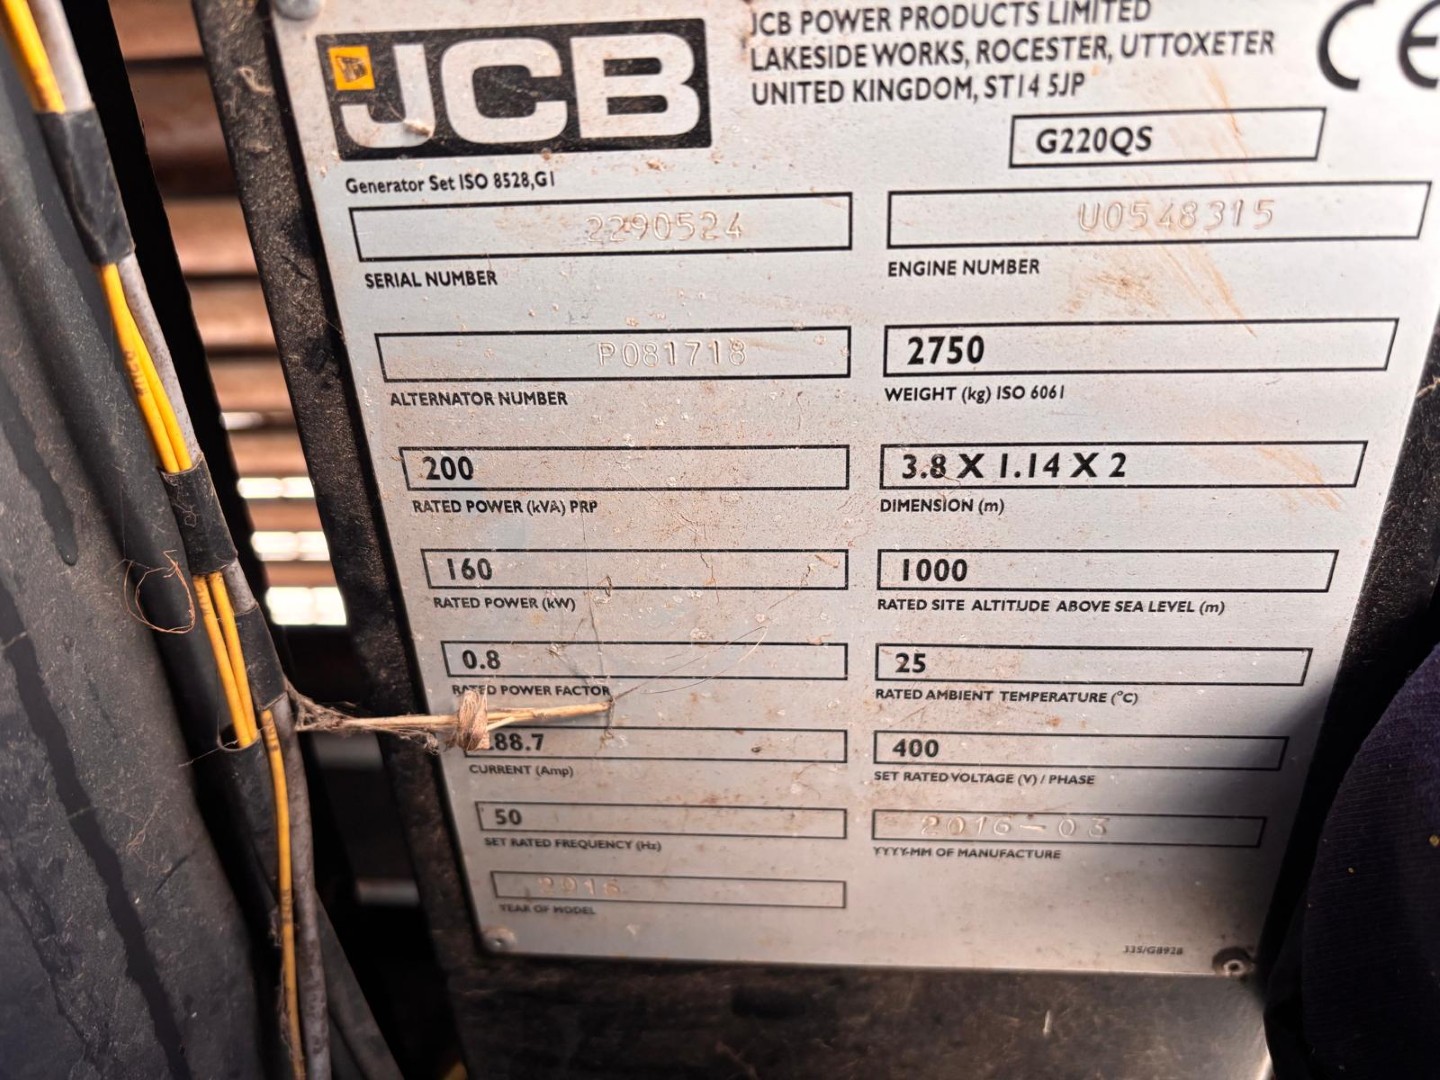 JCB
JCB POWER PRODUCTS LIMITED
LAKESIDE WORKS, ROCESTER, UTTOXETER
UNITED KINGDOM, ST14 5JP
CE
G220QS
Generator Set ISO 8528,G1
2290524
SERIAL NUMBER
U0548315
ENGINE NUMBER
P081718
ALTERNATOR NUMBER
2750
WEIGHT (kg) ISO 6061
200
RATED POWER (kVA) PRP
3.8 X 1.14 X 2
DIMENSION (m)
160
RATED POWER (kW)
1000
RATED SITE ALTITUDE ABOVE SEA LEVEL (m)
0.8
RATED POWER FACTOR
25
RATED AMBIENT TEMPERATURE (°C)
88.7
CURRENT (Amp)
400
SET RATED VOLTAGE (V) / PHASE
50
SET RATED FREQUENCY (Hz)
2016-03
YYYY-MM OF MANUFACTURE
YEAR OF MODEL
335/G8928